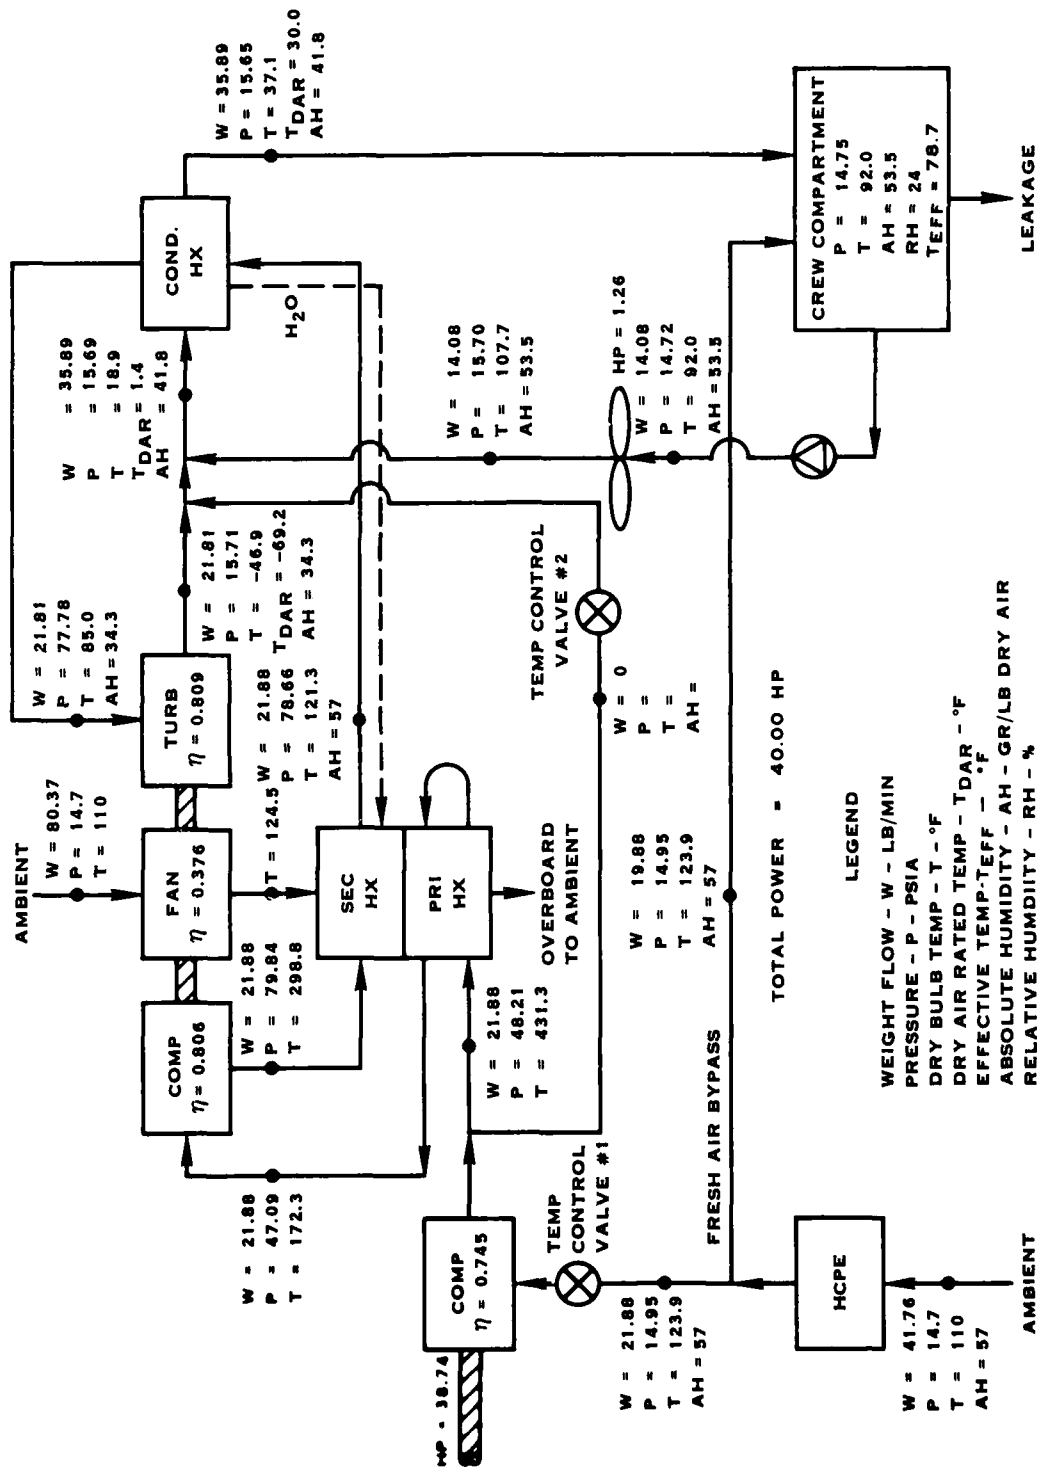 AMBIENT
W = 80.37
P = 14.7
T = 110
W = 21.88
P = 47.09
T = 172.3
COMP
η = 0.806
FAN
η = 0.376
TURB
η = 0.809
W = 21.81
P = 77.78
T = 85.0
AH = 34.3
W = 21.88
P = 79.84
T = 298.8
T = 124.5
W = 21.81
P = 15.71
T = -46.9
TDAR = -69.2
AH = 34.3
W = 35.89
P = 15.69
T = 18.9
TDAR = 1.4
AH = 41.8
COND.
HX
W = 35.89
P = 15.65
T = 37.1
TDAR = 30.0
AH = 41.8
H2O
W = 21.88
P = 78.66
T = 121.3
AH = 57
SEC
HX
PRI
HX
OVERBOARD
TO AMBIENT
W = 21.88
P = 48.21
T = 431.3
HP = 38.74
COMP
η = 0.745
TEMP
CONTROL
VALVE #1
W = 21.88
P = 14.95
T = 123.9
AH = 57
TEMP CONTROL
VALVE #2
W = 0
P =
T =
AH =
W = 14.08
P = 15.70
T = 107.7
AH = 53.5
HP = 1.26
W = 14.08
P = 14.72
T = 92.0
AH = 53.5
FRESH AIR BYPASS
W = 19.88
P = 14.95
T = 123.9
AH = 57
CREW COMPARTMENT
P = 14.75
T = 92.0
AH = 53.5
RH = 24
TEFF = 78.7
LEAKAGE
HCPE
W = 41.76
P = 14.7
T = 110
AH = 57
AMBIENT
TOTAL POWER = 40.00 HP
LEGEND
WEIGHT FLOW - W - LB/MIN
PRESSURE - P - PSIA
DRY BULB TEMP - T - °F
DRY AIR RATED TEMP - TDAR - °F
EFFECTIVE TEMP-TEFF — °F
ABSOLUTE HUMIDITY - AH - GR/LB DRY AIR
RELATIVE HUMDITY - RH - %